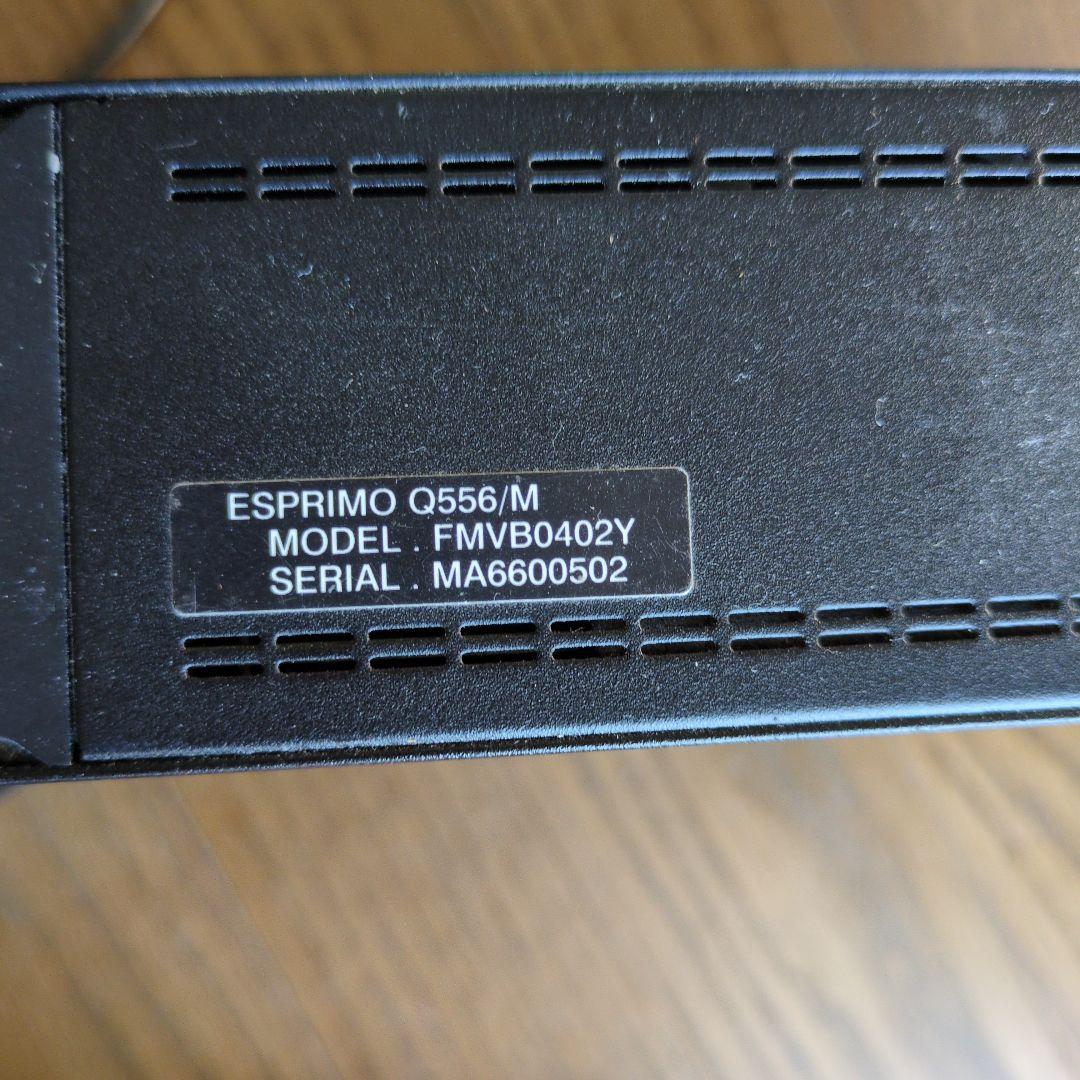 ESPRIMO Q556/M
MODEL . FMVB0402Y
SERIAL . MA6600502